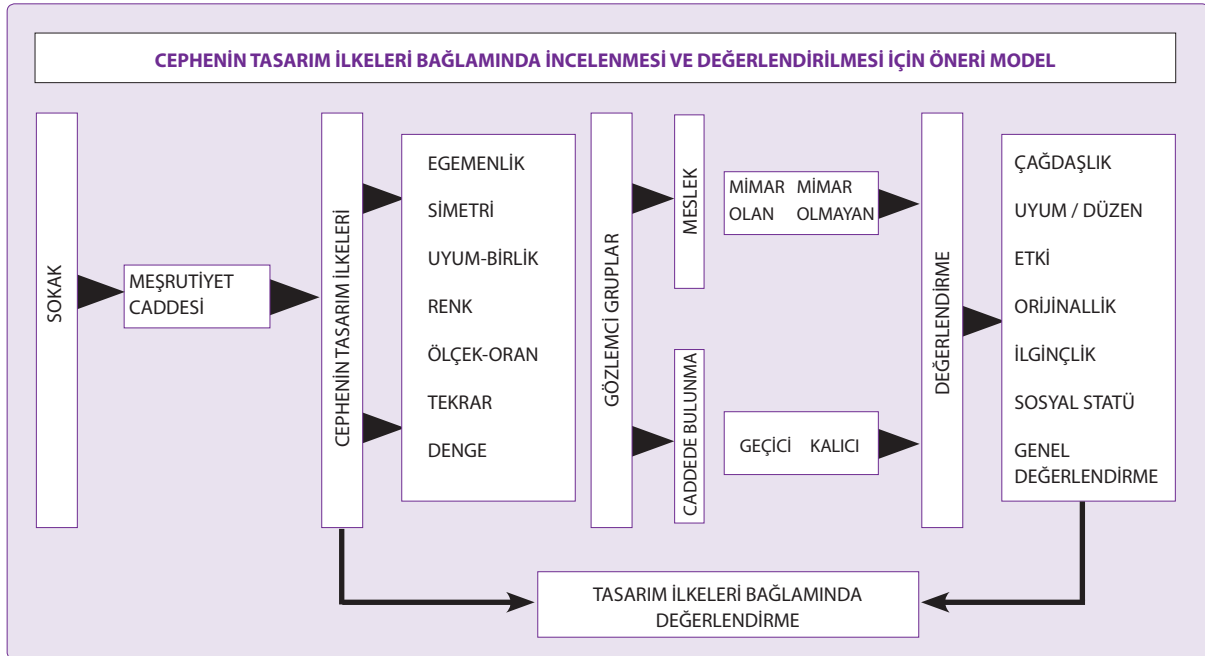 CEPHENİN TASARIM İLKELERİ BAĞLAMINDA İNCELENMESİ VE DEĞERLENDİRİLMESİ İÇİN ÖNERİ MODEL
SOKAK
MEŞRUTİYET
CADDESİ
CEPHENİN TASARIM İLKELERİ
EGEMENLİK
SİMETRİ
UYUM-BİRLİK
RENK
ÖLÇEK-ORAN
TEKRAR
DENGE
GÖZLEMCİ GRUPLAR
MESLEK
MİMAR MİMAR
OLAN OLMAYAN
CADDEDE BULUNMA
GEÇİCİ KALICI
DEĞERLENDİRME
ÇAĞDAŞLIK
UYUM / DÜZEN
ETKİ
ORİJİNALLİK
İLGİNÇLİK
SOSYAL STATÜ
GENEL
DEĞERLENDİRME
TASARIM İLKELERİ BAĞLAMINDA
DEĞERLENDİRME